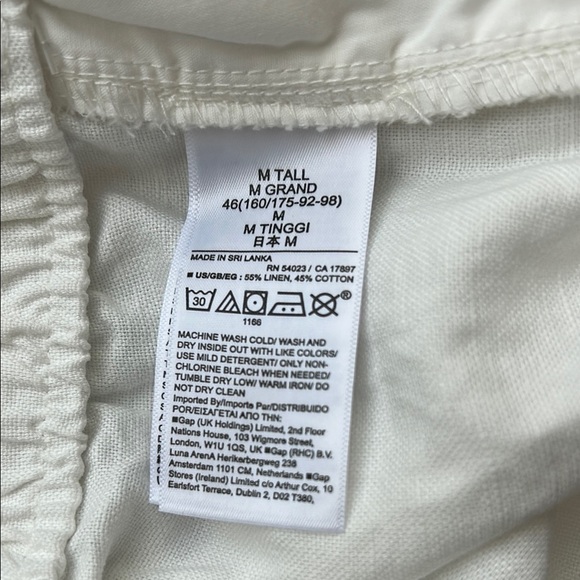 M TALL
M GRAND
46(160/175-92-98)
M
M TINGGI
日本 M
MADE IN SRI LANKA
RN 54023 / CA 17897
■ US/GB/EG : 55% LINEN, 45% COTTON
30 ®
1166
MACHINE WASH COLD/ WASH AND
DRY INSIDE OUT WITH LIKE COLORS/
USE MILD DETERGENT/ ONLY NON-
CHLORINE BLEACH WHEN NEEDED/
TUMBLE DRY LOW/ WARM IRON/ DO
NOT DRY CLEAN
Imported By/Importe Par/DISTRIBUIDO
POR/ΕΙΣΑΓΕΤΑΙ ΑΠΟ ΤΗΝ:
■Gap (UK Holdings) Limited, 2nd Floor
Nations House, 103 Wigmore Street,
London, W1U 1QS, UK ■Gap (RHC) B.V.
Luna ArenA Herikerbergweg 238
Amsterdam 1101 CM, Netherlands ■Gap
Stores (Ireland) Limited c/o Arthur Cox, 10
Earlsfort Terrace, Dublin 2, D02 T380,